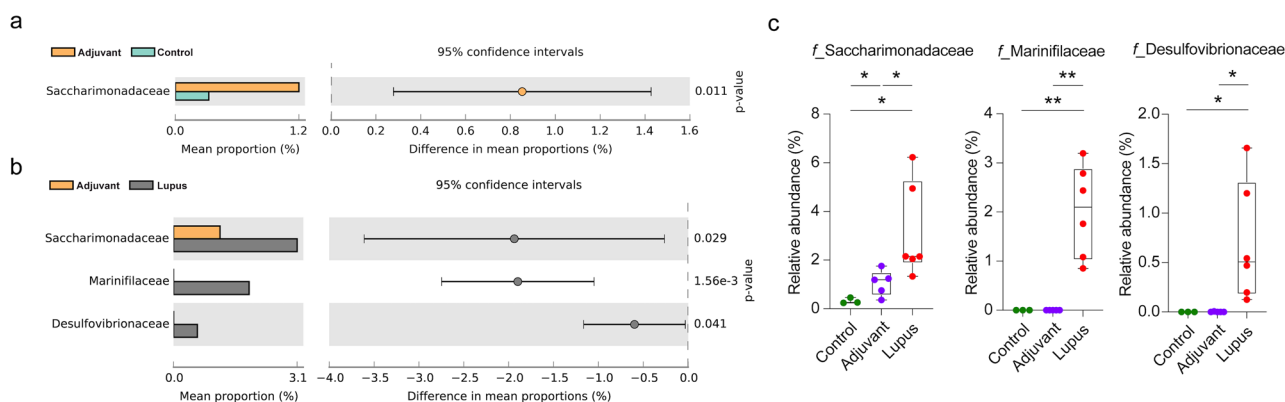 a
Adjuvant Control
95% confidence intervals
Saccharimonadaceae
0.011
p-value
0.0 1.2
Mean proportion (%)
0.0 0.2 0.4 0.6 0.8 1.0 1.2 1.4 1.6
Difference in mean proportions (%)
b
Adjuvant Lupus
95% confidence intervals
Saccharimonadaceae
0.029
Marinifilaceae
1.56e-3
Desulfovibrionaceae
0.041
p-value
0.0 3.1
Mean proportion (%)
−4.0 −3.5 −3.0 −2.5 −2.0 −1.5 −1.0 −0.5 0.0
Difference in mean proportions (%)
c
f_Saccharimonadaceae
* *
*
8
6
4
2
0
Relative abundance (%)
Control
Adjuvant
Lupus
f_Marinifilaceae
**
**
4
3
2
1
0
Relative abundance (%)
Control
Adjuvant
Lupus
f_Desulfovibrionaceae
*
*
2.0
1.5
1.0
0.5
0.0
Relative abundance (%)
Control
Adjuvant
Lupus